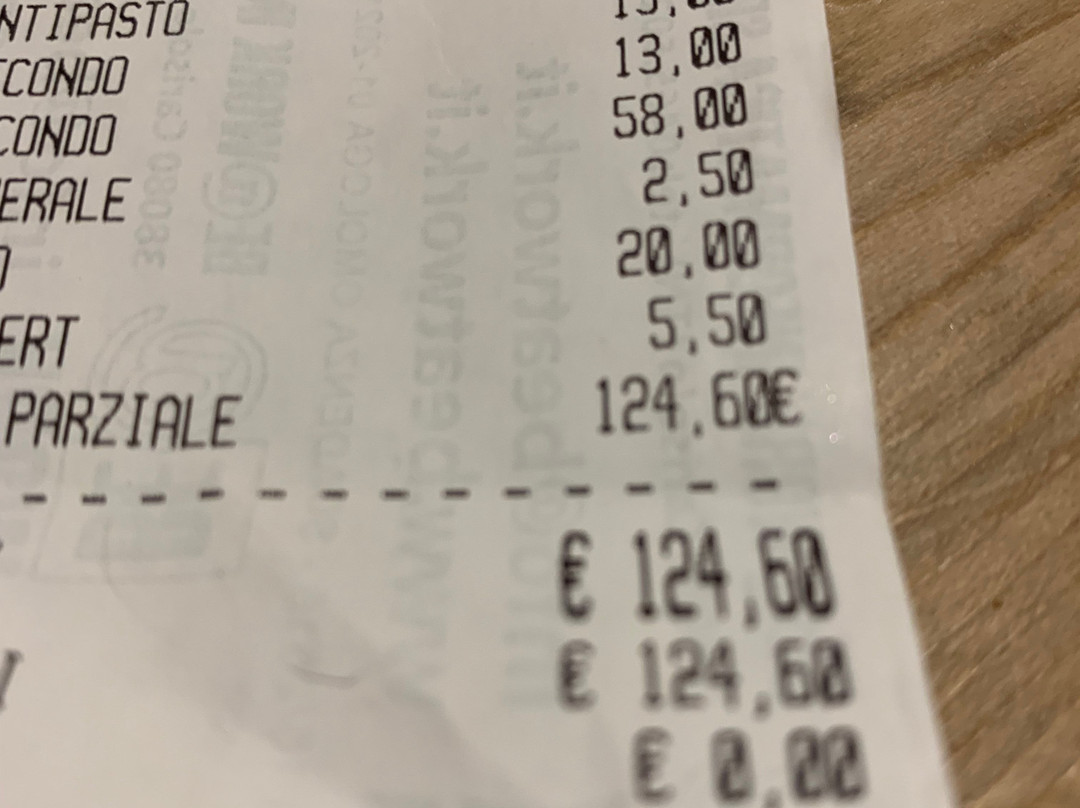 NTIPASTO
ECONDO 13,00
CONDO 58,00
ERALE 2,50
O 20,00
ERT 5,50
PARZIALE 124,60€
- - - - - - - - - - - - -
€ 124,60
€ 124,60
€ 0,00